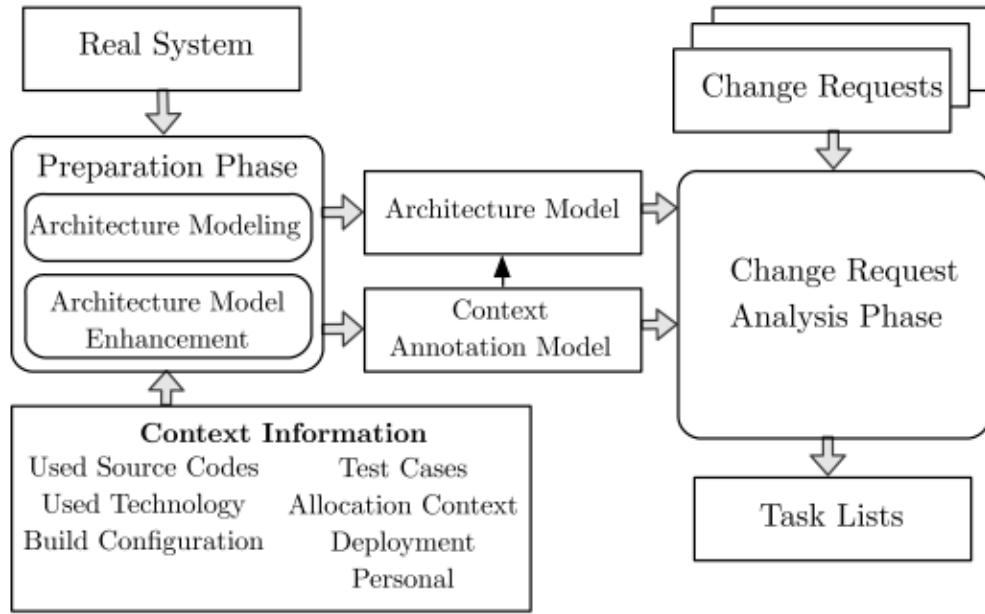 Real System
Change Requests
Preparation Phase
Architecture Modeling
Architecture Model
Enhancement
Architecture Model
Context
Annotation Model
Change Request
Analysis Phase
Context Information
Used Source Codes
Used Technology
Build Configuration
Test Cases
Allocation Context
Deployment
Personal
Task Lists